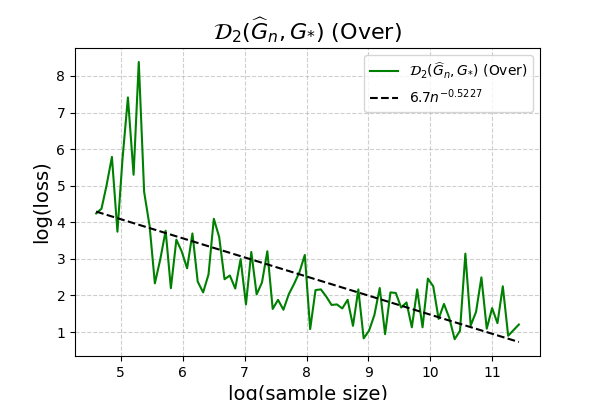 𝒟₂(Ĝₙ, G∗) (Over)
log(loss)
8
7
6
5
4
3
2
1
𝒟₂(Ĝₙ, G∗) (Over)
6.7n⁻⁰·⁵²²⁷
5 6 7 8 9 10 11
log(sample size)